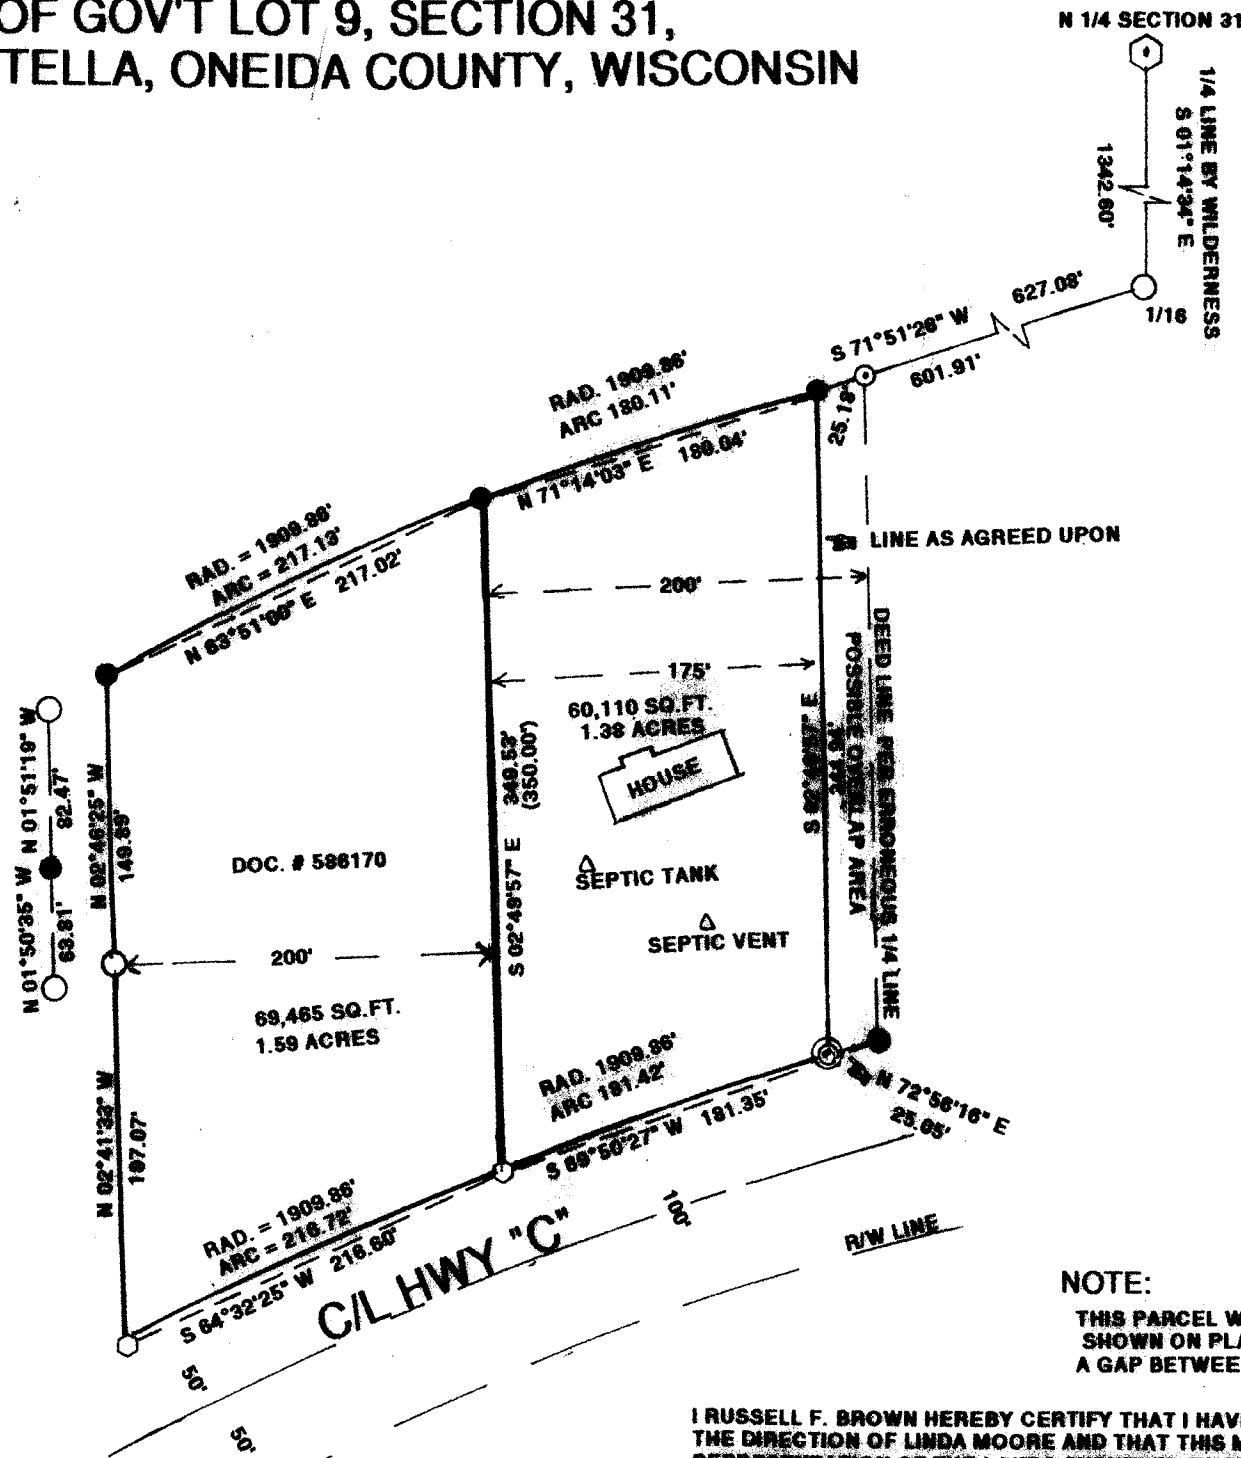 OF GOV'T LOT 9, SECTION 31,
TELLA, ONEIDA COUNTY, WISCONSIN
N 1/4 SECTION 31
1/4 LINE BY WILDERNESS
S 01°14'34" E
1342.60'
1/16
627.08'
S 71°51'26" W
601.91'
25.18'
RAD. 1909.86'
ARC 180.11'
N 71°14'03" E 180.04'
RAD. = 1909.86'
ARC = 217.13'
N 63°51'00" E 217.02'
LINE AS AGREED UPON
200'
175'
60,110 SQ.FT.
1.38 ACRES
HOUSE
SEPTIC TANK
SEPTIC VENT
349.53'
(350.00')
S 02°49'57" E
DEED LINE PER ERRONEOUS 1/4 LINE
POSSIBLE OVERLAP AREA
N 01°51'19" W
82.47'
N 01°50'35" W
63.81'
N 02°46'25" W
149.89'
DOC. # 586170
200'
69,465 SQ.FT.
1.59 ACRES
N 02°41'33" W
197.07'
RAD. 1909.86'
ARC 191.42'
S 69°50'27" W 191.35'
N 72°56'16" E
25.65'
RAD. = 1909.86'
ARC = 216.72'
S 64°32'25" W 216.60'
C/L HWY "C"
100'
R/W LINE
50'
50'
NOTE:
THIS PARCEL W
SHOWN ON PLA
A GAP BETWEE
I RUSSELL F. BROWN HEREBY CERTIFY THAT I HAV
THE DIRECTION OF LINDA MOORE AND THAT THIS M